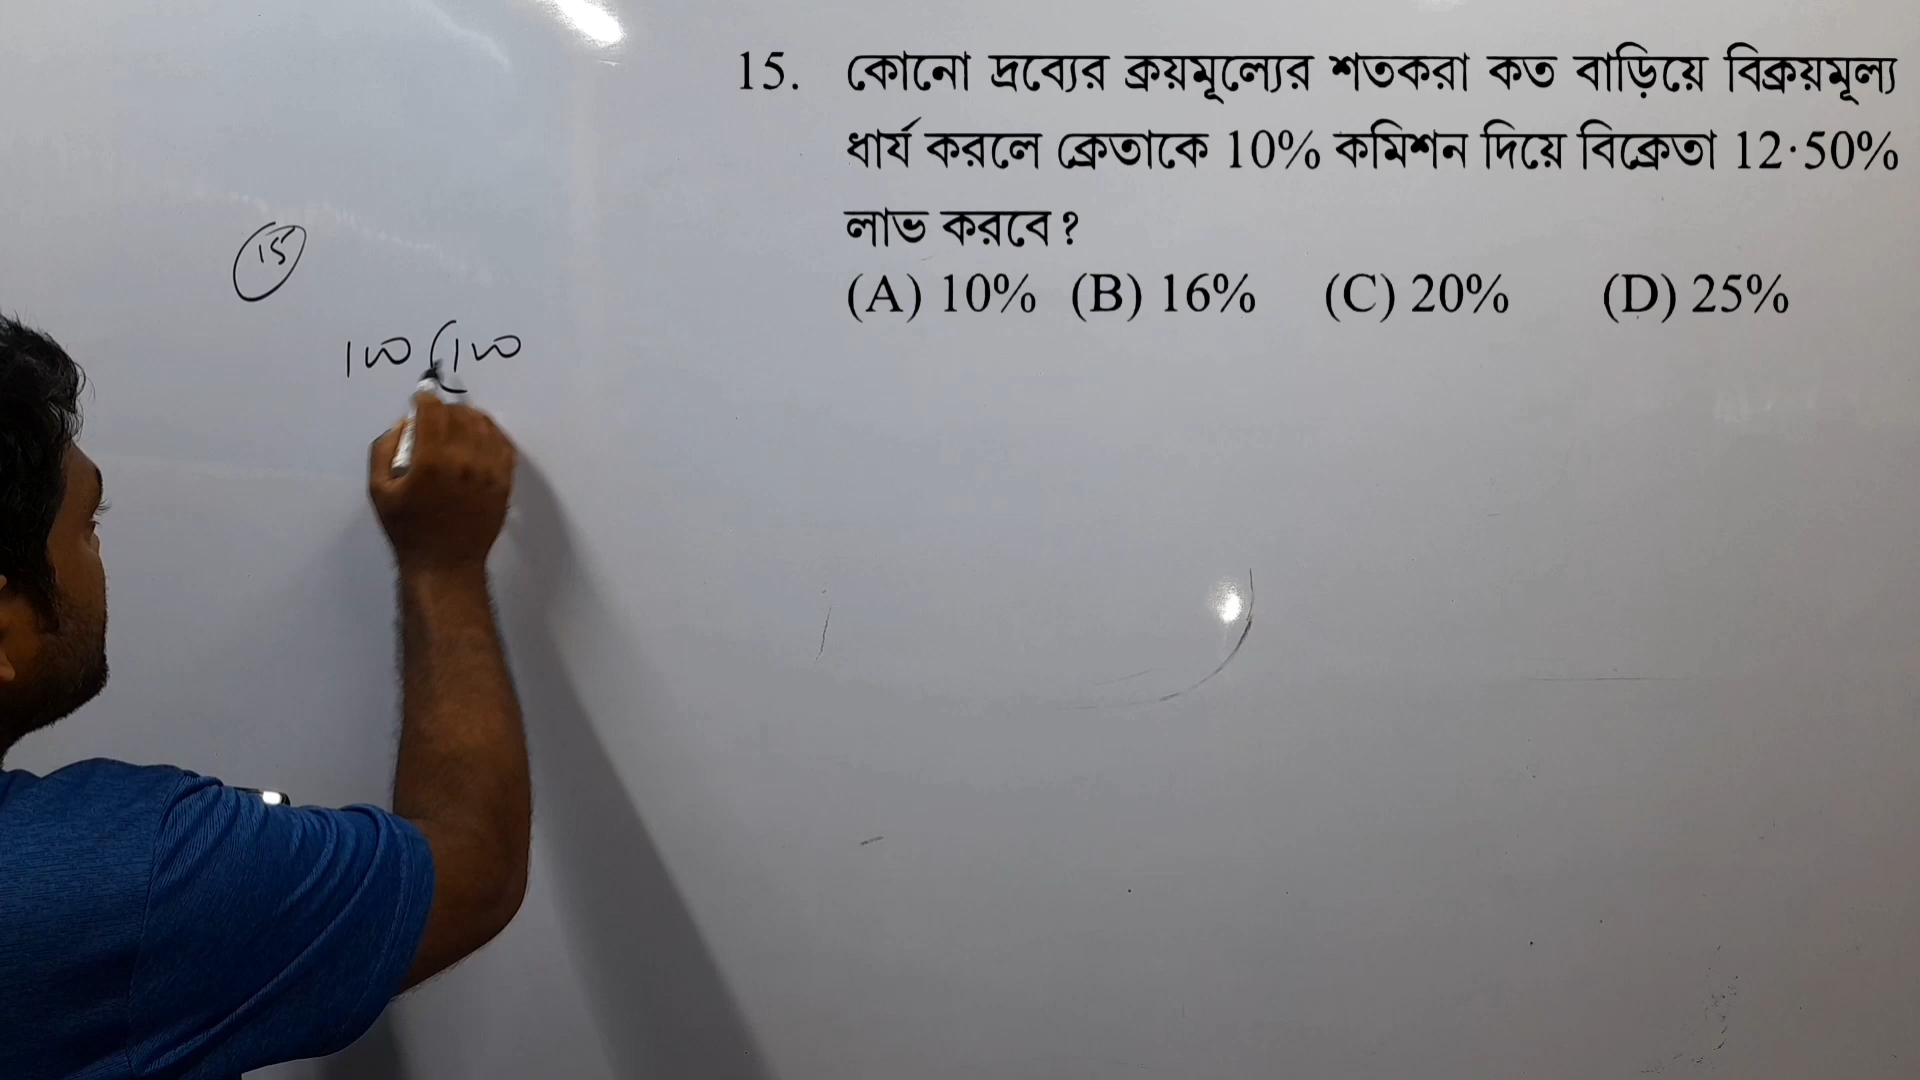 15. কোনো দ্রব্যের ক্রয়মূল্যের শতকরা কত বাড়িয়ে বিক্রয়মূল্য
ধার্য করলে ক্রেতাকে 10% কমিশন দিয়ে বিক্রেতা 12·50%
লাভ করবে?
(A) 10% (B) 16% (C) 20% (D) 25%
15
100 (100